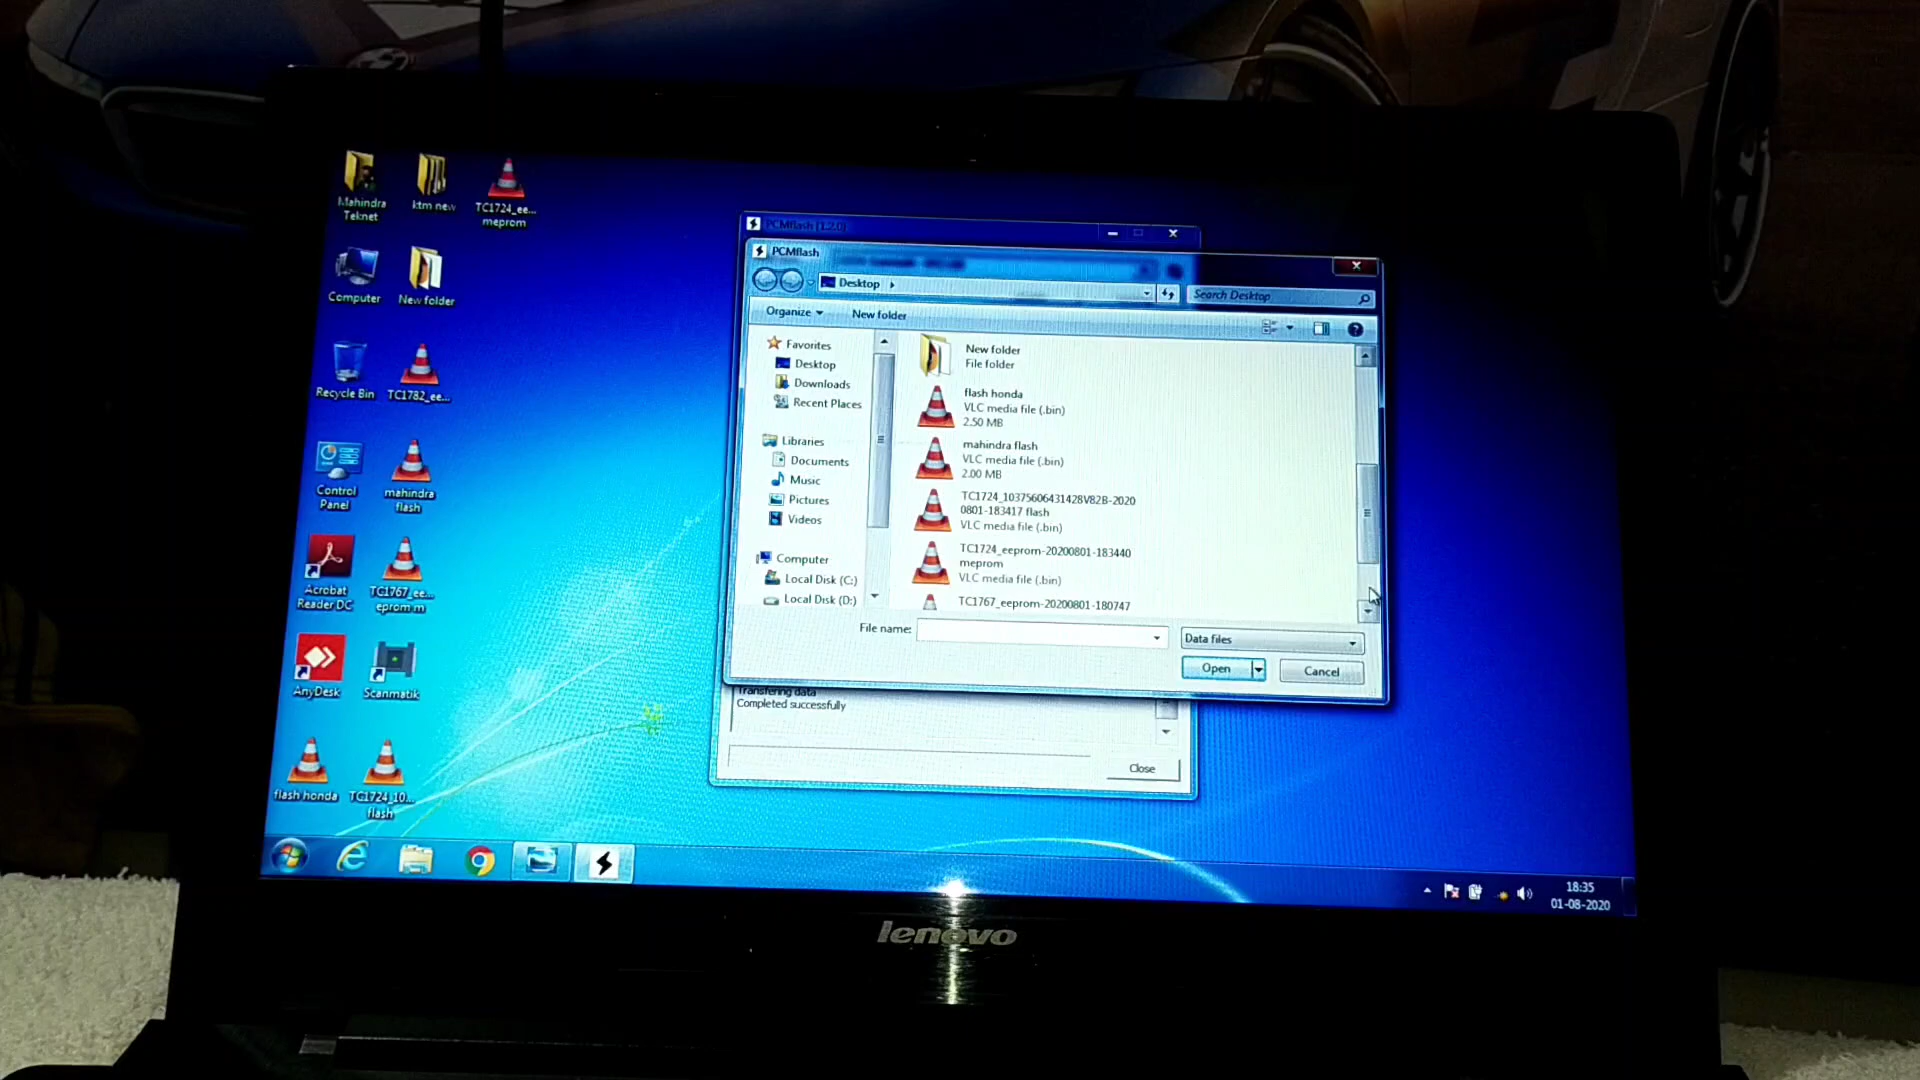 Mahindra
Teknet
ktm new
TC1724_ee...
meprom
Computer
New folder
Recycle Bin
TC1782_ee...
Control
Panel
mahindra
flash
Acrobat
Reader DC
TC1767_ee...
eprom m
AnyDesk
Scanmatik
flash honda
TC1724_10...
flash
PCMflash [1.2.0]
PCMflash
Desktop
Search Desktop
Organize
New folder
Favorites
Desktop
Downloads
Recent Places
Libraries
Documents
Music
Pictures
Videos
Computer
Local Disk (C:)
Local Disk (D:)
New folder
File folder
flash honda
VLC media file (.bin)
2.50 MB
mahindra flash
VLC media file (.bin)
2.00 MB
TC1724_10375606431428V82B-2020
0801-183417 flash
VLC media file (.bin)
TC1724_eeprom-20200801-183440
meprom
VLC media file (.bin)
TC1767_eeprom-20200801-180747
File name:
Data files
Open
Cancel
Transfering data
Completed successfully
Close
18:35
01-08-2020
lenovo